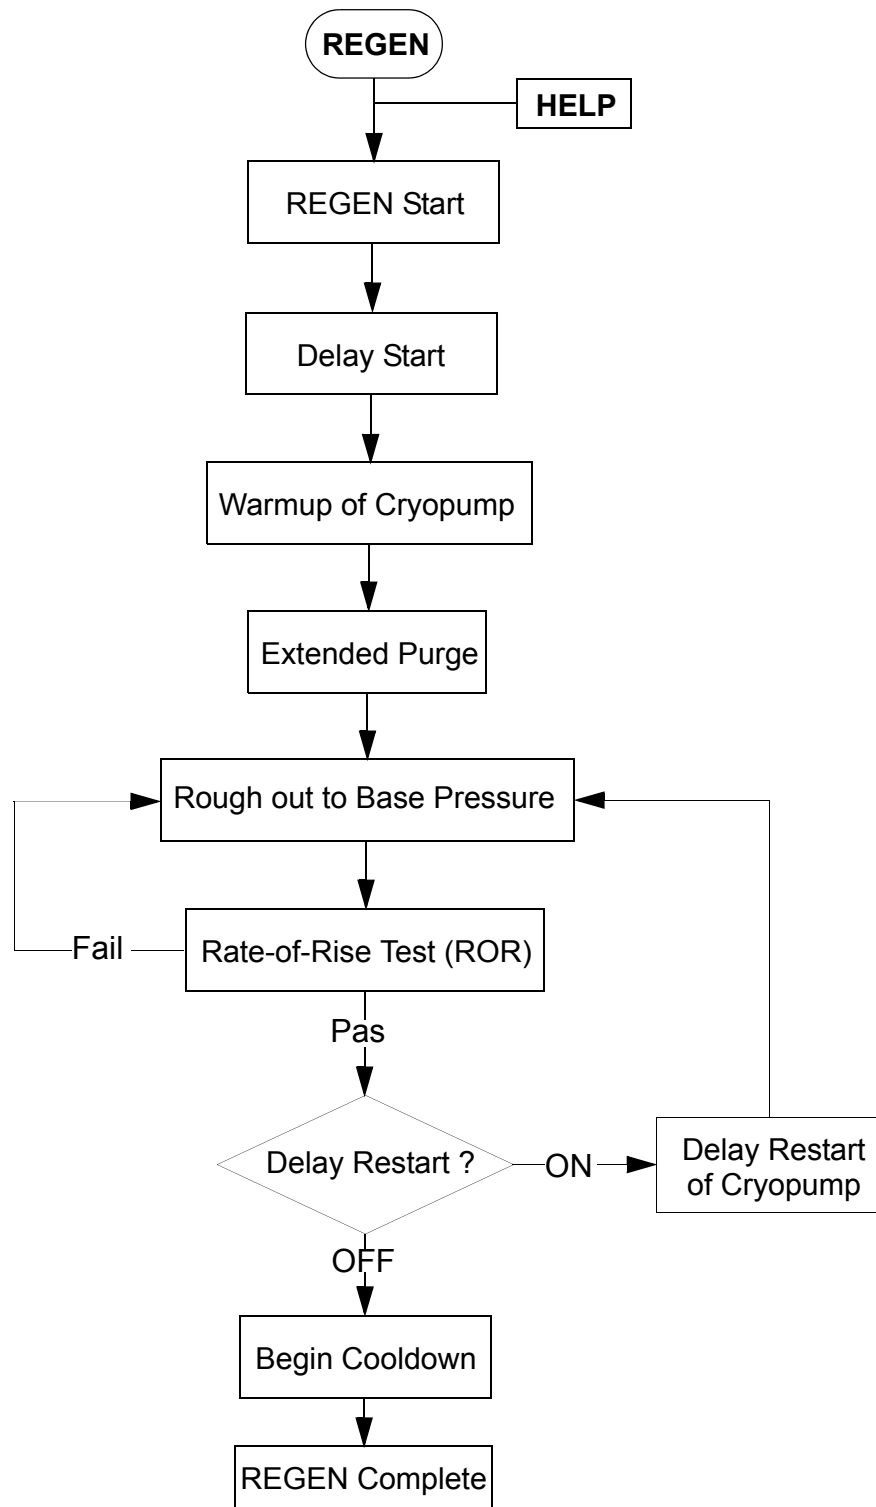 REGEN
HELP
REGEN Start
Delay Start
Warmup of Cryopump
Extended Purge
Rough out to Base Pressure
Fail
Rate-of-Rise Test (ROR)
Pas
Delay Restart ?
ON
Delay Restart
of Cryopump
OFF
Begin Cooldown
REGEN Complete